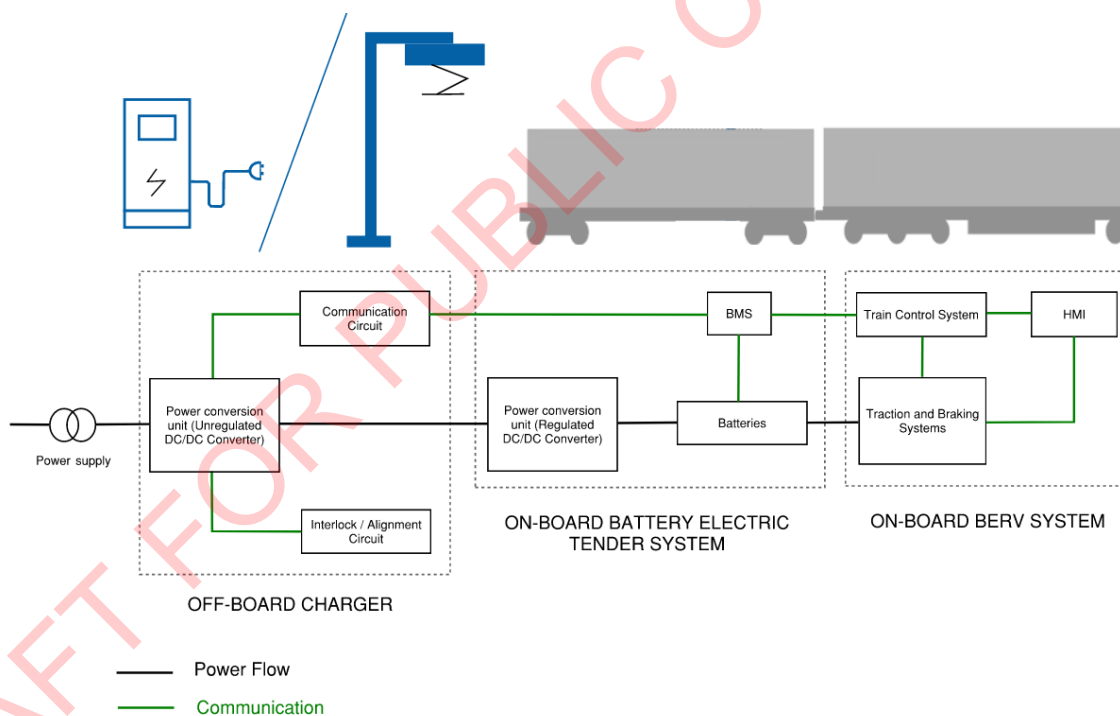 Communication
Circuit
BMS
Train Control System
HMI
Power conversion
unit (Unregulated
DC/DC Converter)
Power conversion
unit (Regulated
DC/DC Converter)
Batteries
Traction and Braking
Systems
Power supply
Interlock / Alignment
Circuit
ON-BOARD BATTERY ELECTRIC
TENDER SYSTEM
ON-BOARD BERV SYSTEM
OFF-BOARD CHARGER
Power Flow
Communication
AFT FOR PUBLIC